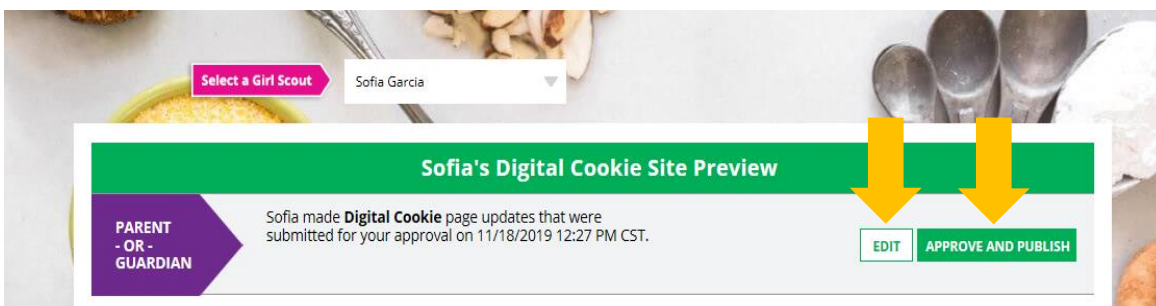 Select a Girl Scout
Sofia Garcia
Sofia's Digital Cookie Site Preview
PARENT
- OR -
GUARDIAN
Sofia made Digital Cookie page updates that were
submitted for your approval on 11/18/2019 12:27 PM CST.
EDIT
APPROVE AND PUBLISH